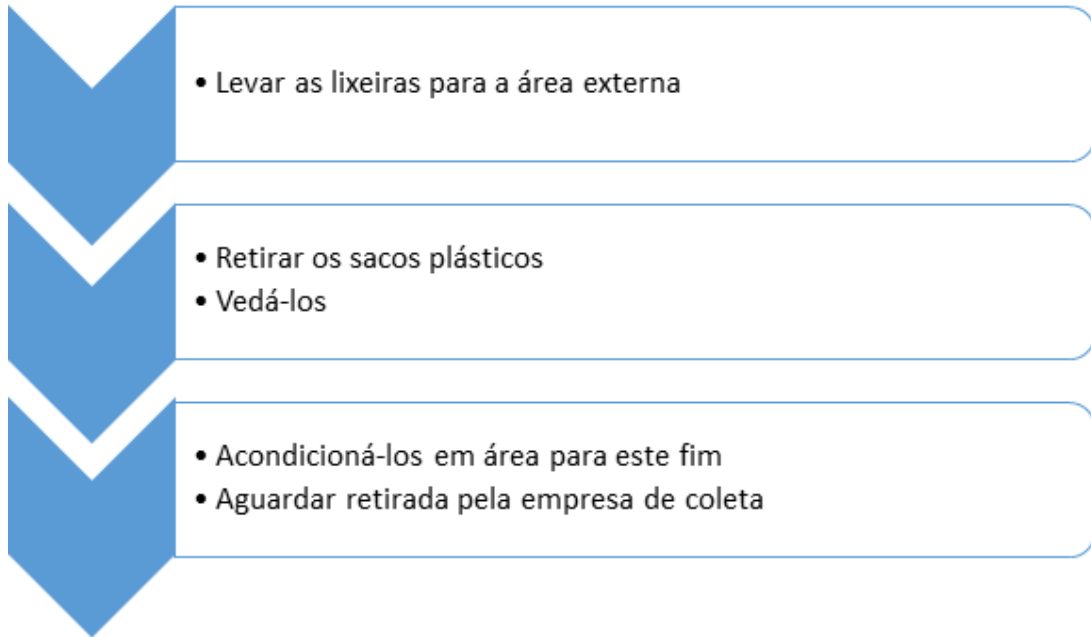 • Levar as lixeiras para a área externa
• Retirar os sacos plásticos
• Vedá-los
• Acondicioná-los em área para este fim
• Aguardar retirada pela empresa de coleta